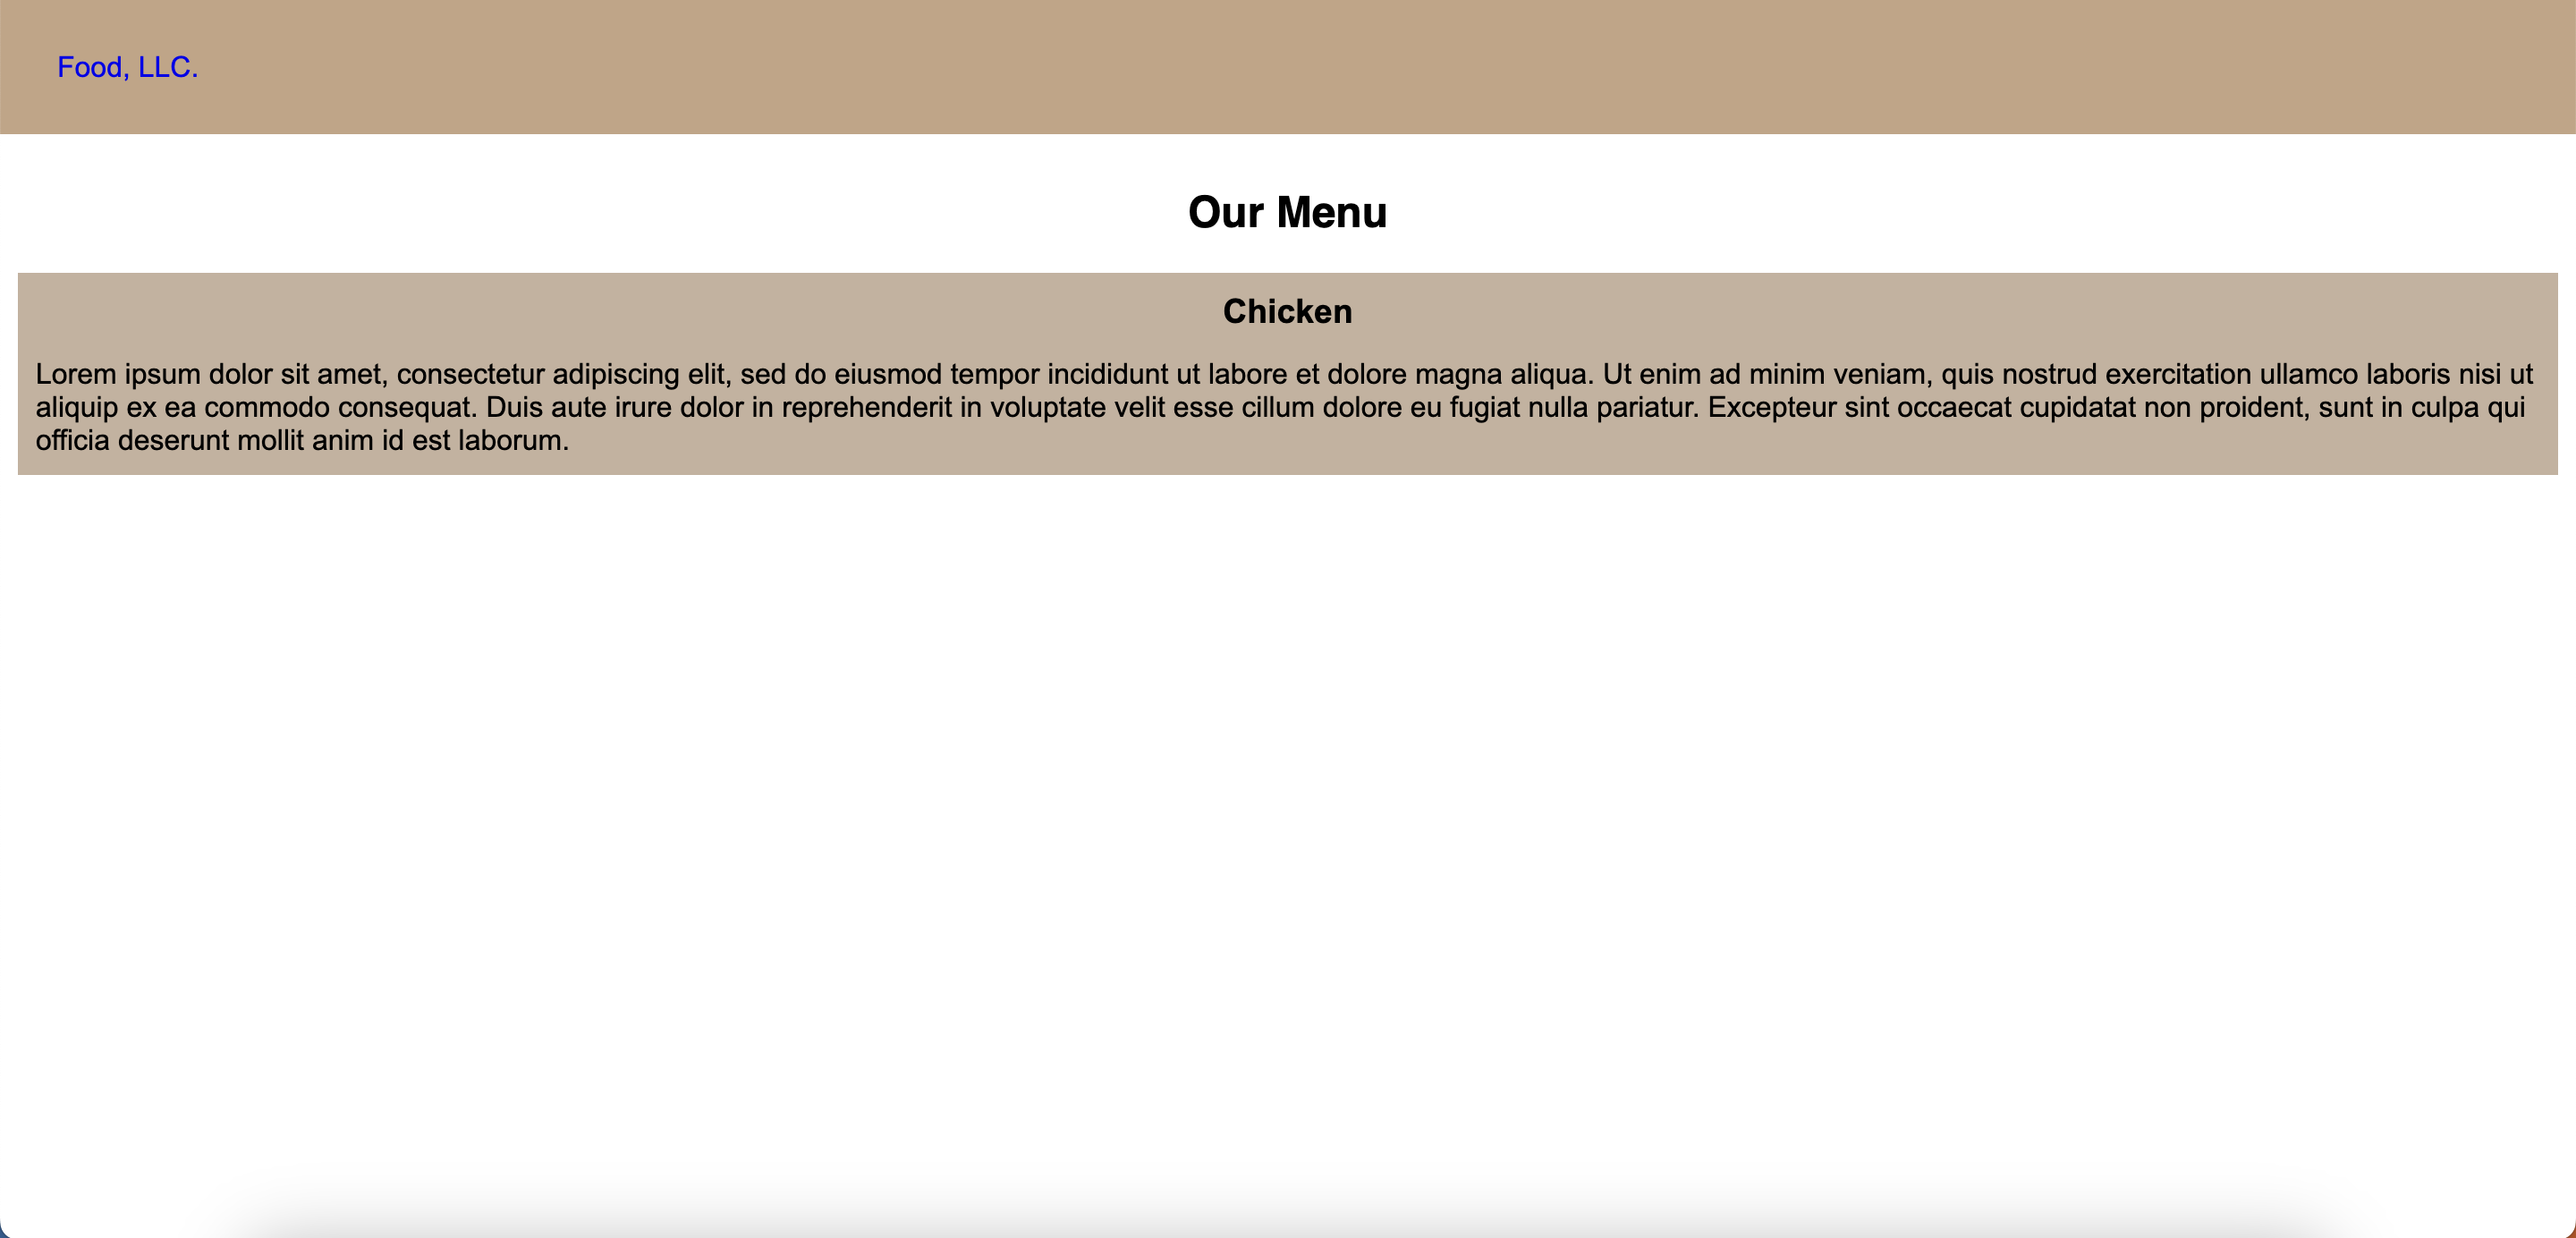 Food, LLC.
Our Menu
Chicken
Lorem ipsum dolor sit amet, consectetur adipiscing elit, sed do eiusmod tempor incididunt ut labore et dolore magna aliqua. Ut enim ad minim veniam, quis nostrud exercitation ullamco laboris nisi ut
aliquip ex ea commodo consequat. Duis aute irure dolor in reprehenderit in voluptate velit esse cillum dolore eu fugiat nulla pariatur. Excepteur sint occaecat cupidatat non proident, sunt in culpa qui
officia deserunt mollit anim id est laborum.